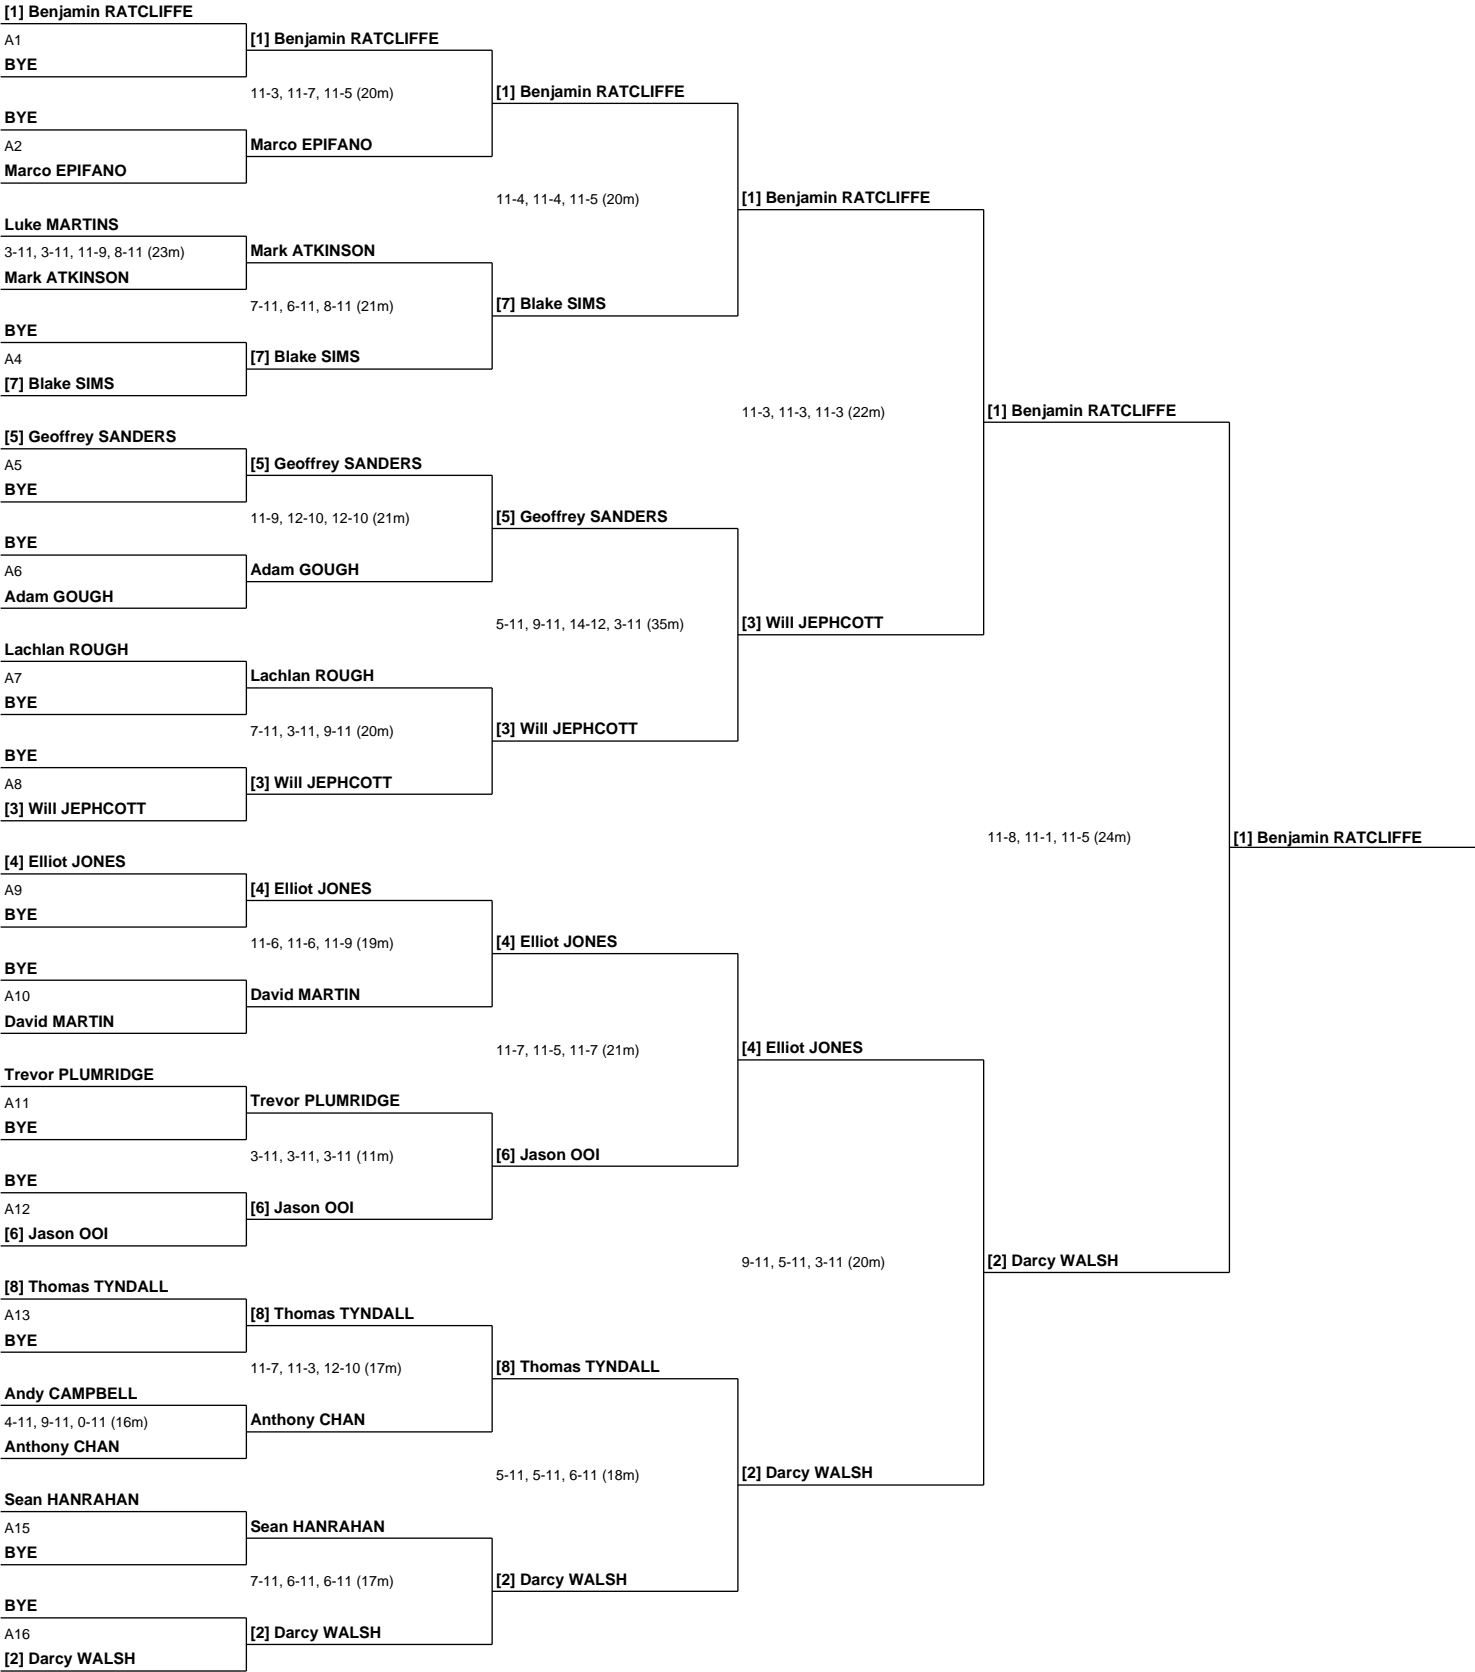 [1] Benjamin RATCLIFFE
A1
BYE
BYE
A2
Marco EPIFANO
Luke MARTINS
3-11, 3-11, 11-9, 8-11 (23m)
Mark ATKINSON
BYE
A4
[7] Blake SIMS
[5] Geoffrey SANDERS
A5
BYE
BYE
A6
Adam GOUGH
Lachlan ROUGH
A7
BYE
BYE
A8
[3] Will JEPHCOTT
[4] Elliot JONES
A9
BYE
BYE
A10
David MARTIN
Trevor PLUMRIDGE
A11
BYE
BYE
A12
[6] Jason OOI
[8] Thomas TYNDALL
A13
BYE
Andy CAMPBELL
4-11, 9-11, 0-11 (16m)
Anthony CHAN
Sean HANRAHAN
A15
BYE
BYE
A16
[2] Darcy WALSH
[1] Benjamin RATCLIFFE
11-3, 11-7, 11-5 (20m)
Marco EPIFANO
Mark ATKINSON
7-11, 6-11, 8-11 (21m)
[7] Blake SIMS
[5] Geoffrey SANDERS
11-9, 12-10, 12-10 (21m)
Adam GOUGH
Lachlan ROUGH
7-11, 3-11, 9-11 (20m)
[3] Will JEPHCOTT
[4] Elliot JONES
11-6, 11-6, 11-9 (19m)
David MARTIN
Trevor PLUMRIDGE
3-11, 3-11, 3-11 (11m)
[6] Jason OOI
[8] Thomas TYNDALL
11-7, 11-3, 12-10 (17m)
Anthony CHAN
Sean HANRAHAN
7-11, 6-11, 6-11 (17m)
[2] Darcy WALSH
[1] Benjamin RATCLIFFE
11-4, 11-4, 11-5 (20m)
[7] Blake SIMS
[5] Geoffrey SANDERS
5-11, 9-11, 14-12, 3-11 (35m)
[3] Will JEPHCOTT
[4] Elliot JONES
11-7, 11-5, 11-7 (21m)
[6] Jason OOI
[8] Thomas TYNDALL
5-11, 5-11, 6-11 (18m)
[2] Darcy WALSH
[1] Benjamin RATCLIFFE
11-3, 11-3, 11-3 (22m)
[3] Will JEPHCOTT
[4] Elliot JONES
9-11, 5-11, 3-11 (20m)
[2] Darcy WALSH
[1] Benjamin RATCLIFFE
11-8, 11-1, 11-5 (24m)
[2] Darcy WALSH
[1] Benjamin RATCLIFFE